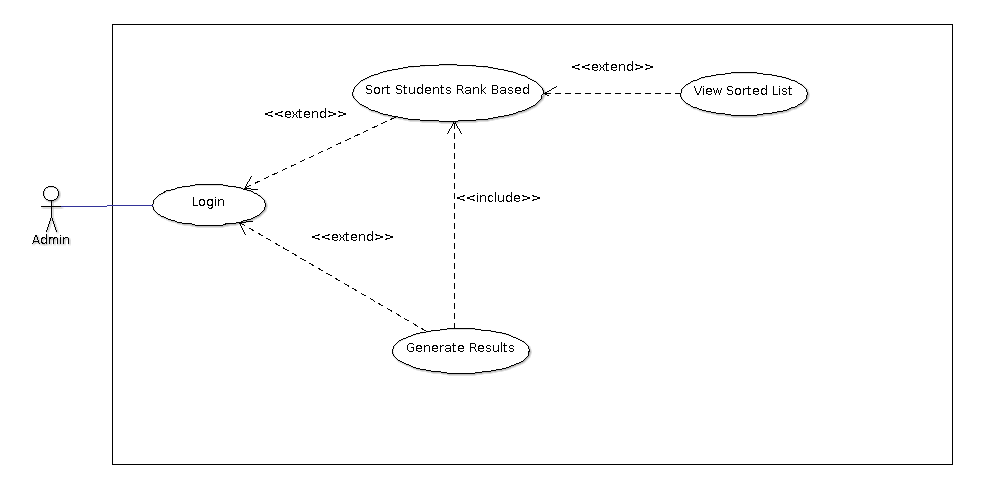 <<extend>>
Sort Students Rank Based
View Sorted List
<<extend>>
Login
<<include>>
Admin
<<extend>>
Generate Results